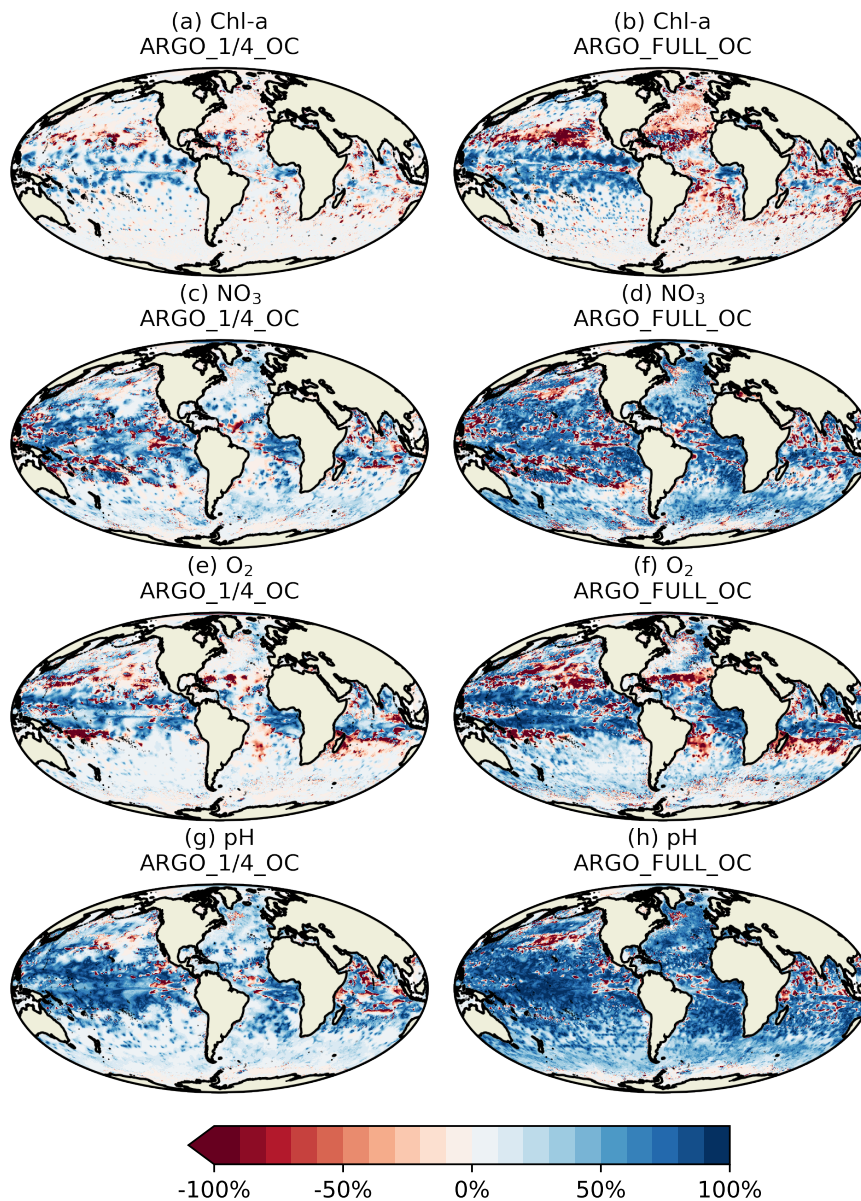 (a) Chl-a
ARGO_1/4_OC
(b) Chl-a
ARGO_FULL_OC
(c) NO₃
ARGO_1/4_OC
(d) NO₃
ARGO_FULL_OC
(e) O₂
ARGO_1/4_OC
(f) O₂
ARGO_FULL_OC
(g) pH
ARGO_1/4_OC
(h) pH
ARGO_FULL_OC
-100% -50% 0% 50% 100%